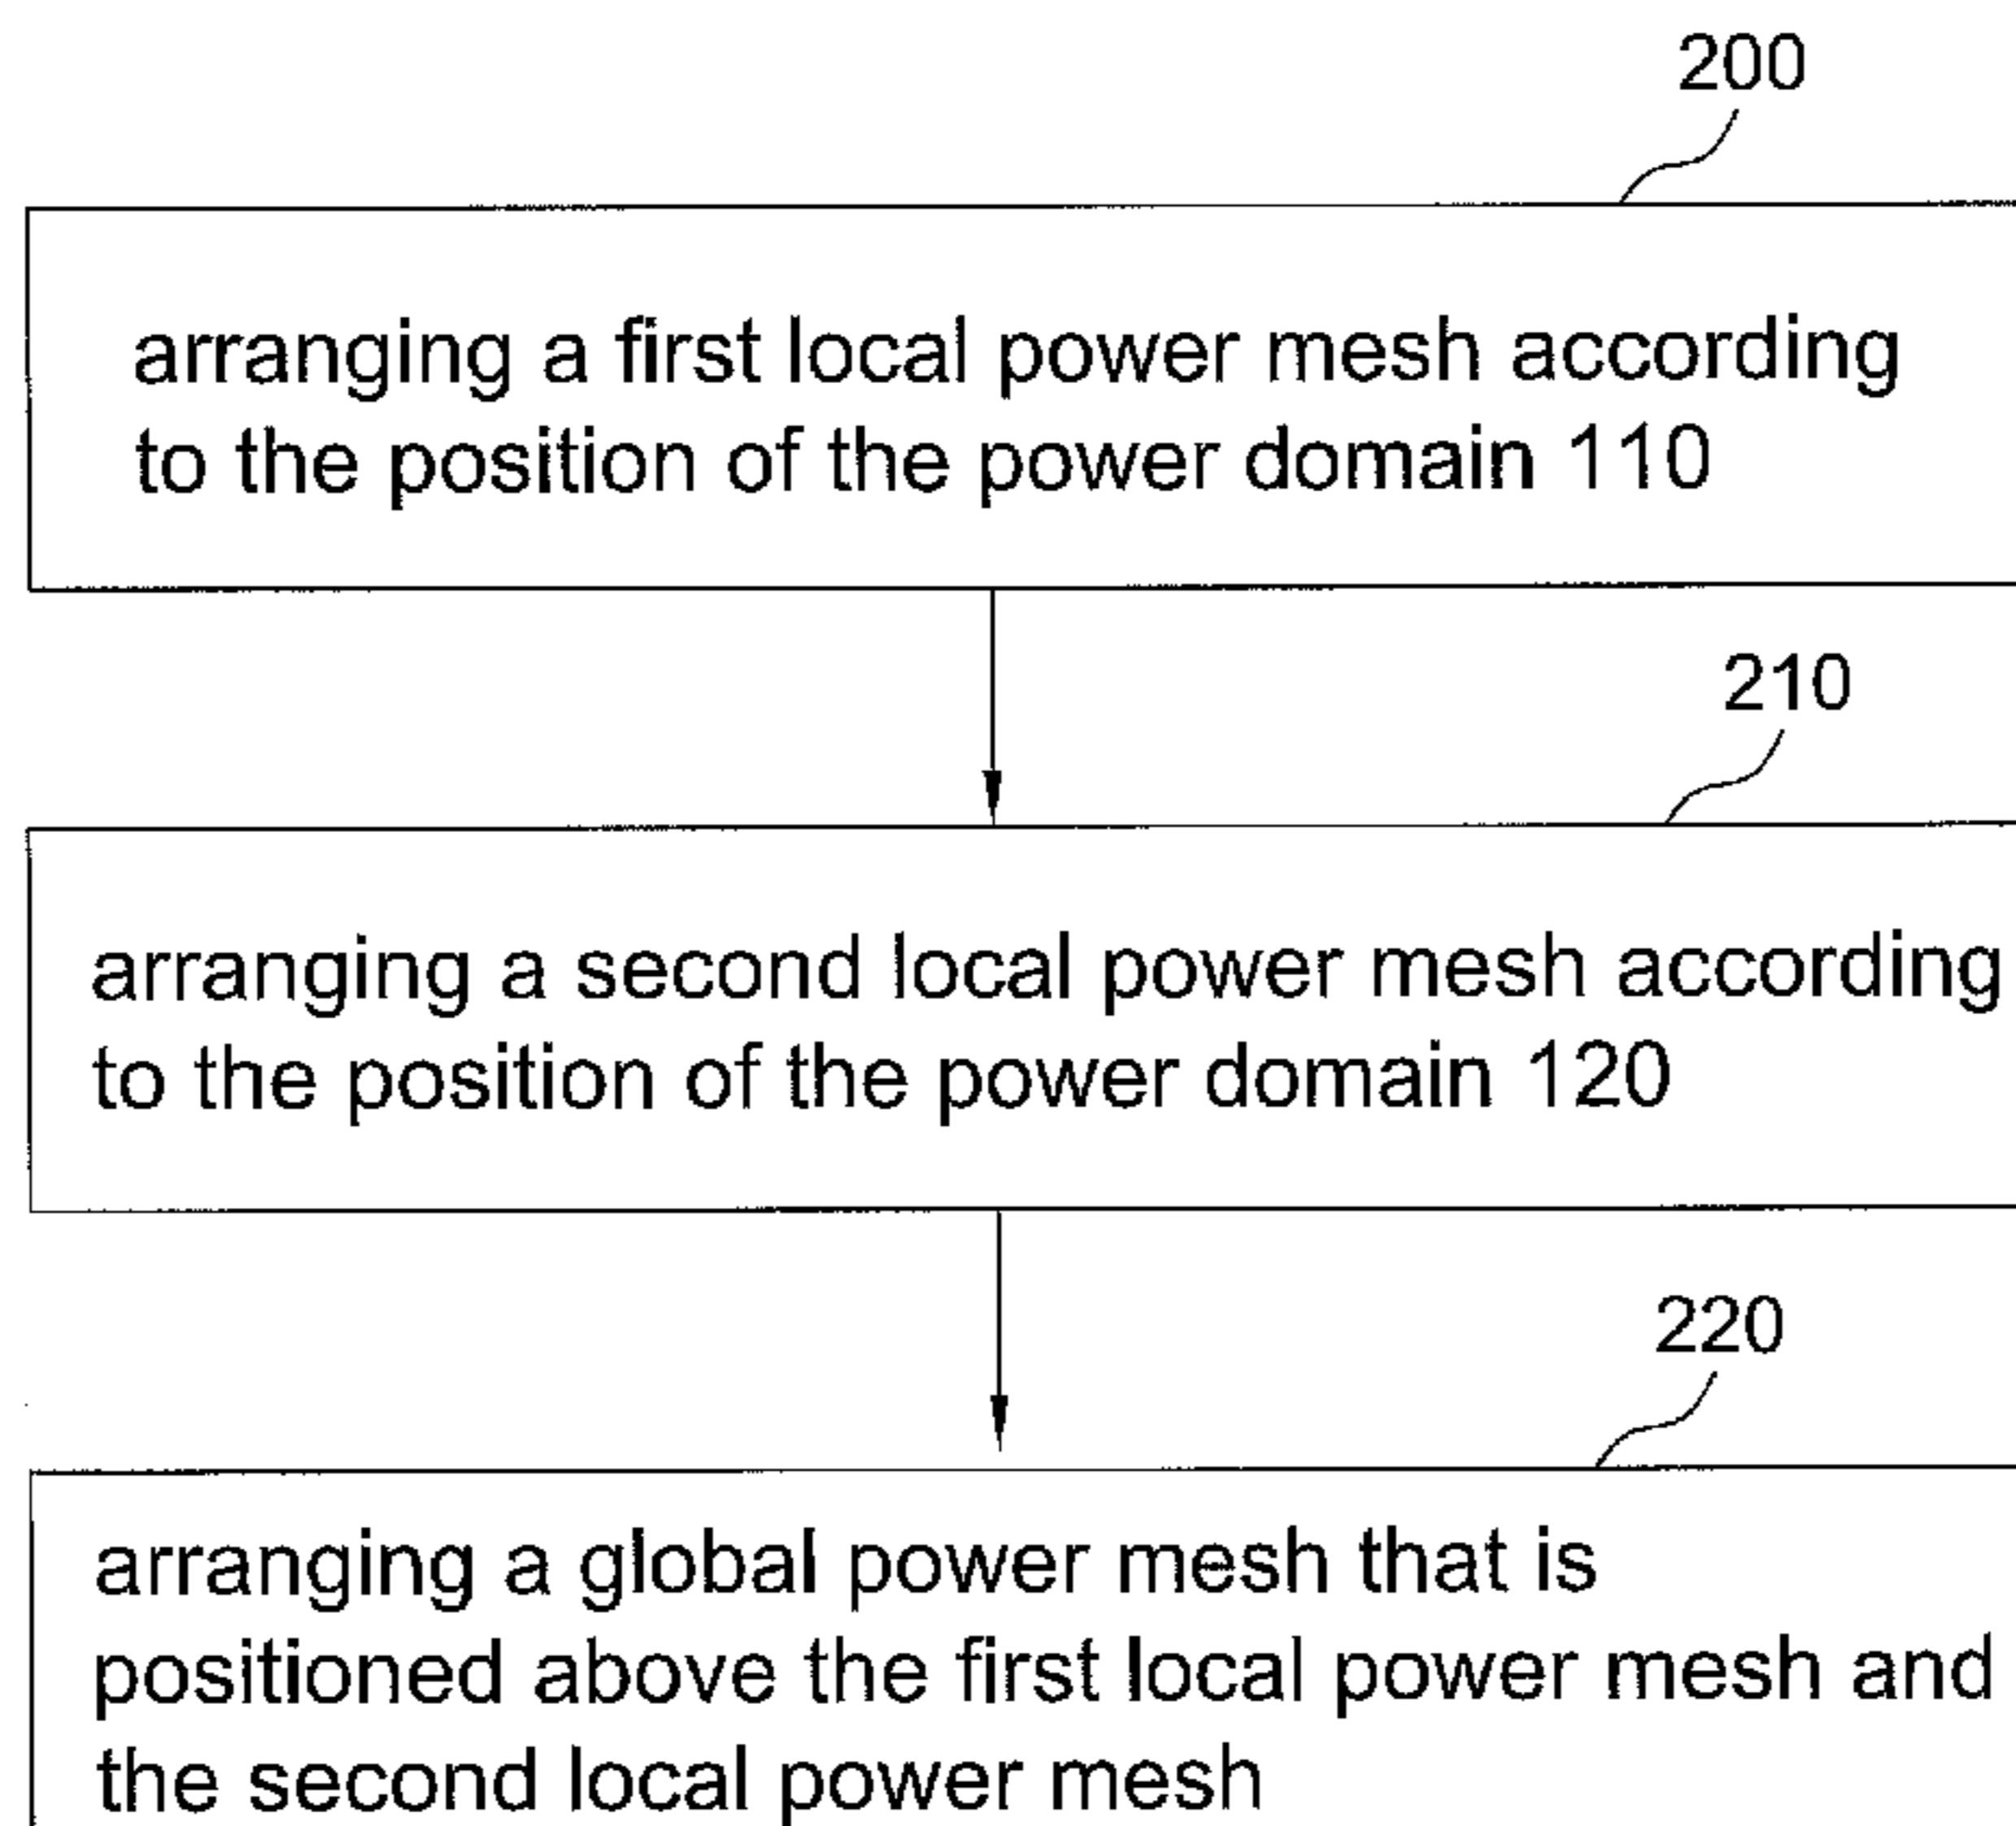 200
arranging a first local power mesh according
to the position of the power domain 110
210
arranging a second local power mesh according
to the position of the power domain 120
220
arranging a global power mesh that is
positioned above the first local power mesh and
the second local power mesh